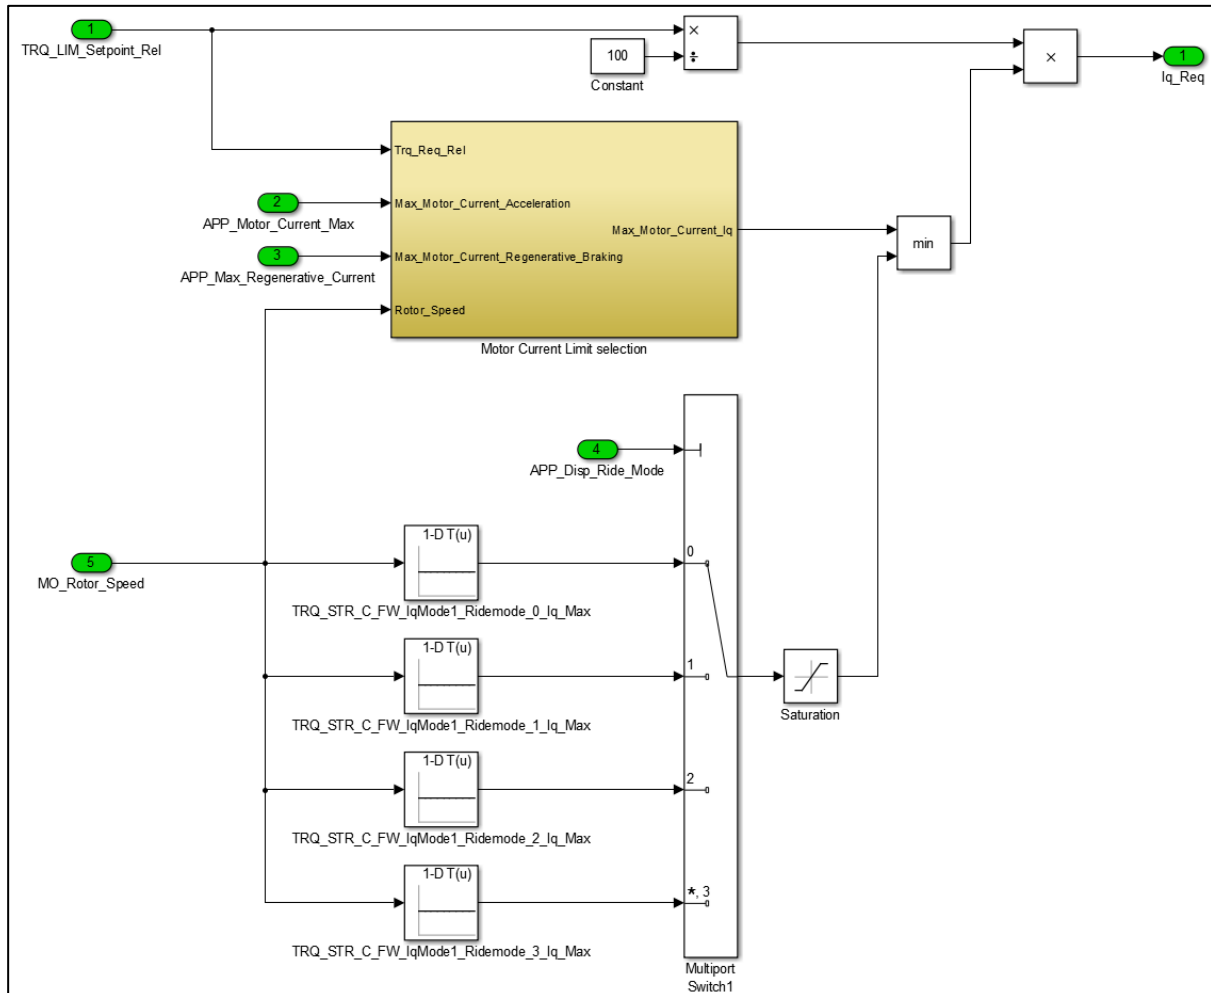 1
TRQ_LIM_Setpoint_Rel
×
÷
100
Constant
×
1
Iq_Req
Trq_Req_Rel
2
APP_Motor_Current_Max
Max_Motor_Current_Acceleration
3
APP_Max_Regenerative_Current
Max_Motor_Current_Regenerative_Braking
Rotor_Speed
Max_Motor_Current_Iq
Motor Current Limit selection
min
4
APP_Disp_Ride_Mode
5
MO_Rotor_Speed
1-D T(u)
TRQ_STR_C_FW_IqMode1_Ridemode_0_Iq_Max
0
1-D T(u)
TRQ_STR_C_FW_IqMode1_Ridemode_1_Iq_Max
1
1-D T(u)
TRQ_STR_C_FW_IqMode1_Ridemode_2_Iq_Max
2
1-D T(u)
TRQ_STR_C_FW_IqMode1_Ridemode_3_Iq_Max
*, 3
Multiport
Switch1
Saturation